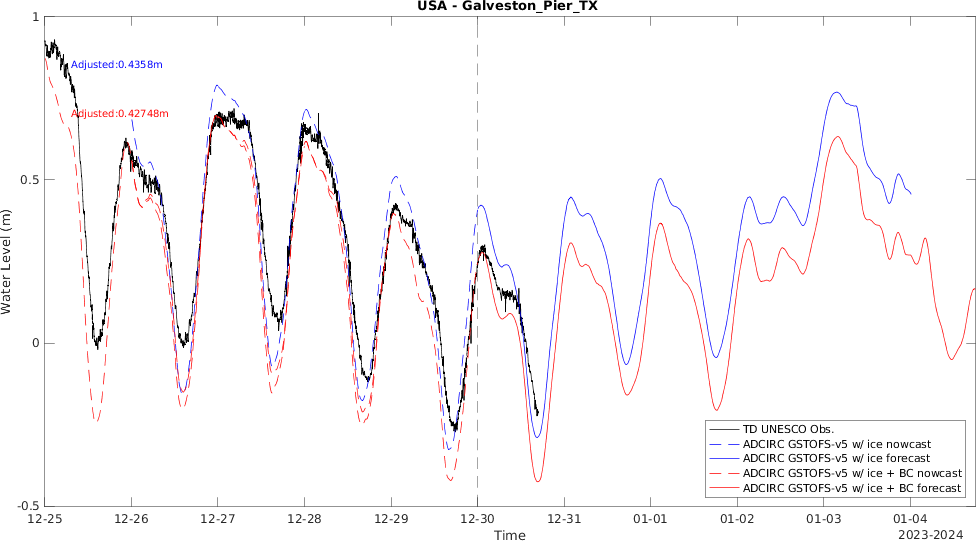 USA - Galveston_Pier_TX
Water Level (m)
1
0.5
0
-0.5
Adjusted:0.4358m
Adjusted:0.42748m
TD UNESCO Obs.
ADCIRC GSTOFS-v5 w/ ice nowcast
ADCIRC GSTOFS-v5 w/ ice forecast
ADCIRC GSTOFS-v5 w/ ice + BC nowcast
ADCIRC GSTOFS-v5 w/ ice + BC forecast
12-25 12-26 12-27 12-28 12-29 12-30 12-31 01-01 01-02 01-03 01-04
Time
2023-2024